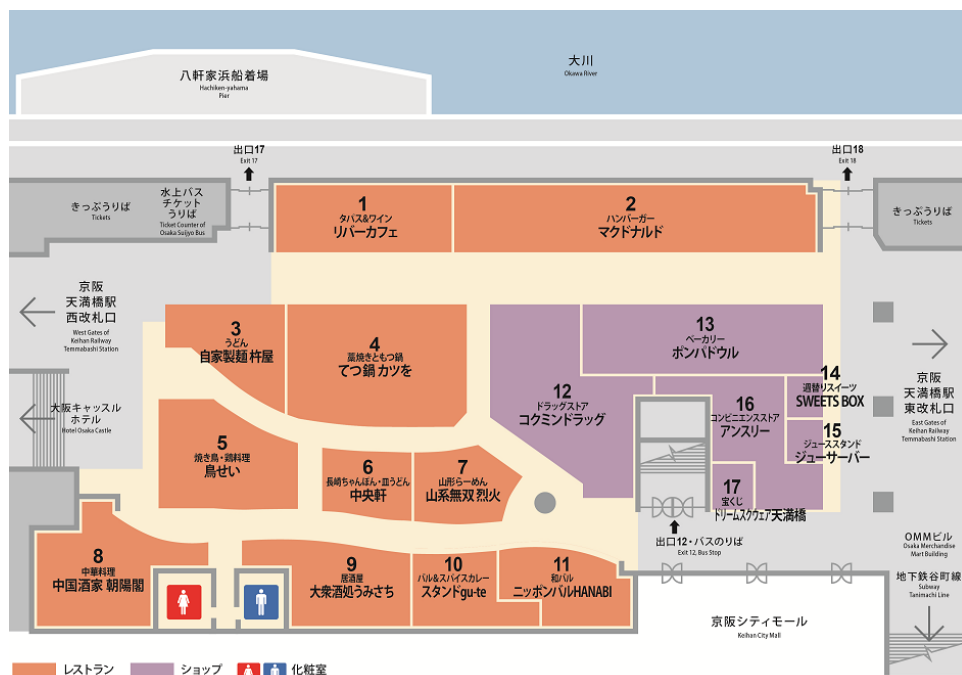 八軒家浜船着場
Hachiken-yahama
Pier
大川
Okawa River
出口17
Exit 17
出口18
Exit 18
きっぷうりば
Tickets
水上バス
チケット
うりば
Ticket Counter of
Osaka Suijyo Bus
1
タパス&ワイン
リバーカフェ
2
ハンバーガー
マクドナルド
きっぷうりば
Tickets
京阪
天満橋駅
西改札口
West Gates of
Keihan Railway
Temmabashi Station
3
うどん
自家製麺 杵屋
4
藁焼きともつ鍋
てつ鍋 カツを
13
ベーカリー
ポンパドウル
12
ドラッグストア
コクミンドラッグ
14
週替りスイーツ
SWEETS BOX
16
コンビニエンスストア
アンスリー
15
ジューススタンド
ジューサーバー
京阪
天満橋駅
東改札口
East Gates of
Keihan Railway
Temmabashi Station
大阪キャッスル
ホテル
Hotel Osaka Castle
5
焼き鳥・鶏料理
鳥せい
6
長崎ちゃんぽん・皿うどん
中央軒
7
山形らーめん
山系無双 烈火
17
宝くじ
ドリームスクウェア天満橋
出口12・バスのりば
Exit 12, Bus Stop
8
中華料理
中国酒家 朝陽閣
9
居酒屋
大衆酒処うみさち
10
バル&スパイスカレー
スタンドgu-te
11
和バル
ニッポンバルHANABI
OMMビル
Osaka Merchandise
Mart Building
地下鉄谷町線
Subway
Tanimachi Line
京阪シティモール
Keihan City Mall
レストラン
ショップ
化粧室